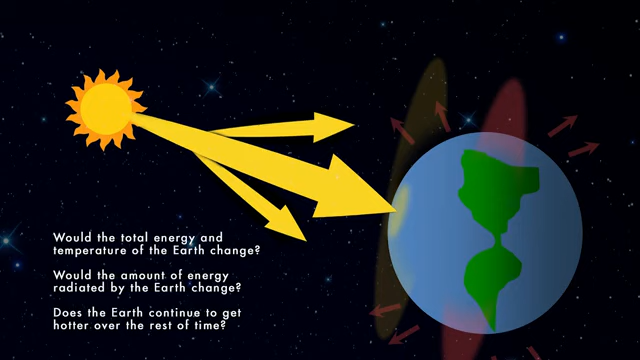 Would the total energy and
temperature of the Earth change?
Would the amount of energy
radiated by the Earth change?
Does the Earth continue to get
hotter over the rest of time?